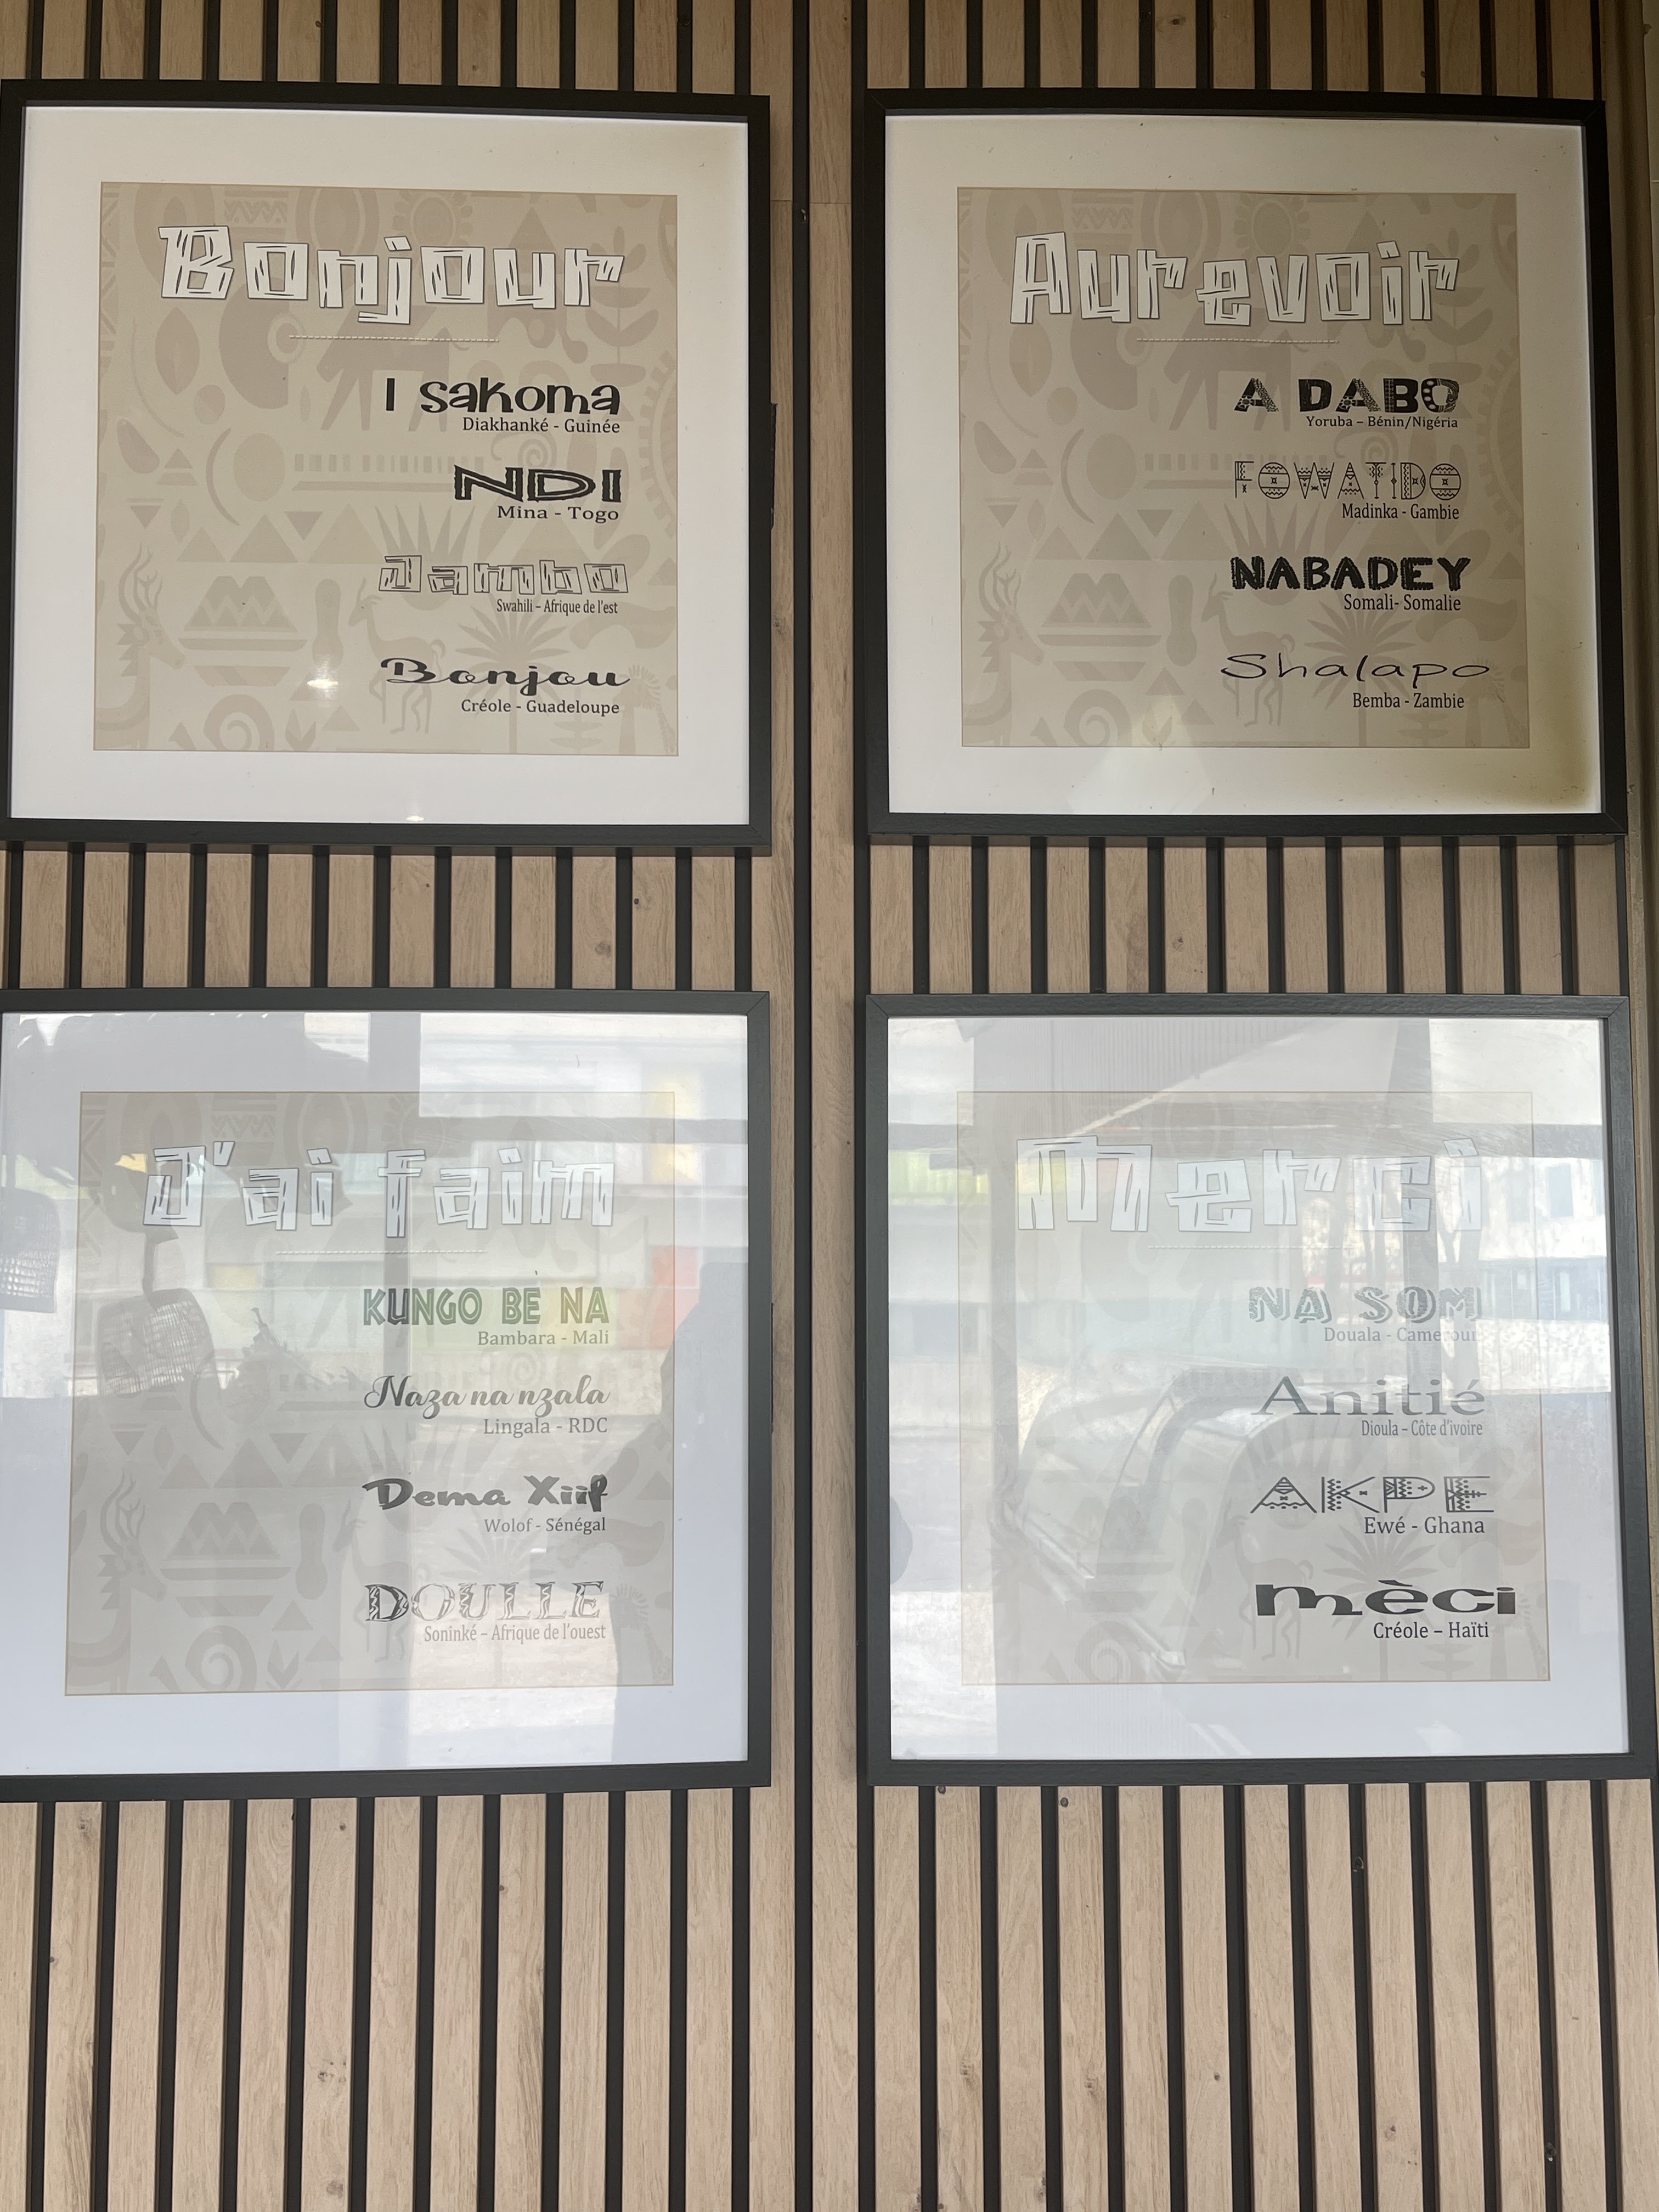 Bonjour
I sakoma
Diakhanké - Guinée
NDI
Mina - Togo
Jambo
Swahili – Afrique de l'est
Bonjou
Créole - Guadeloupe
Aurevoir
A DABO
Yoruba – Bénin/Nigéria
FOWATIDO
Madinka - Gambie
NABADEY
Somali- Somalie
Shalapo
Bemba - Zambie
J'ai faim
KUNGO BE NA
Bambara - Mali
Naza na nzala
Lingala - RDC
Dema Xiif
Wolof - Sénégal
DOULLE
Soninké – Afrique de l'ouest
Merci
NA SOM
Douala - Cameroun
Anitié
Dioula – Côte d'ivoire
AKPE
Ewé - Ghana
mèci
Créole – Haïti